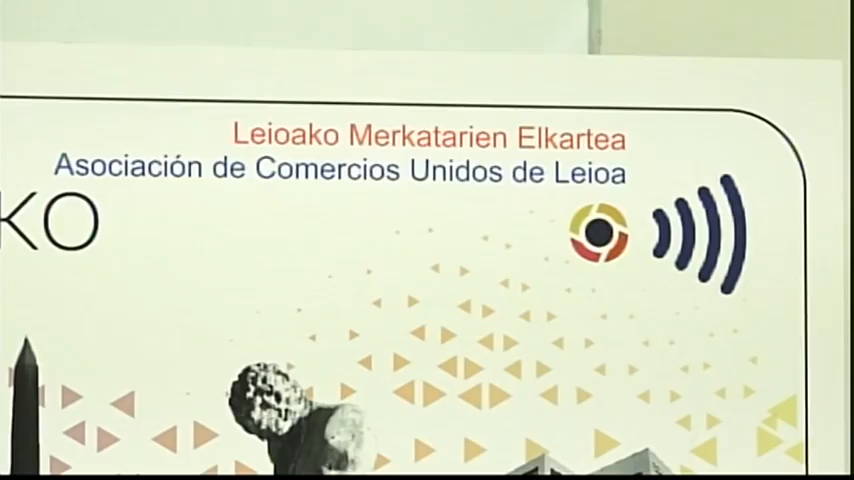 Leioako Merkatarien Elkartea
Asociación de Comercios Unidos de Leioa
KO